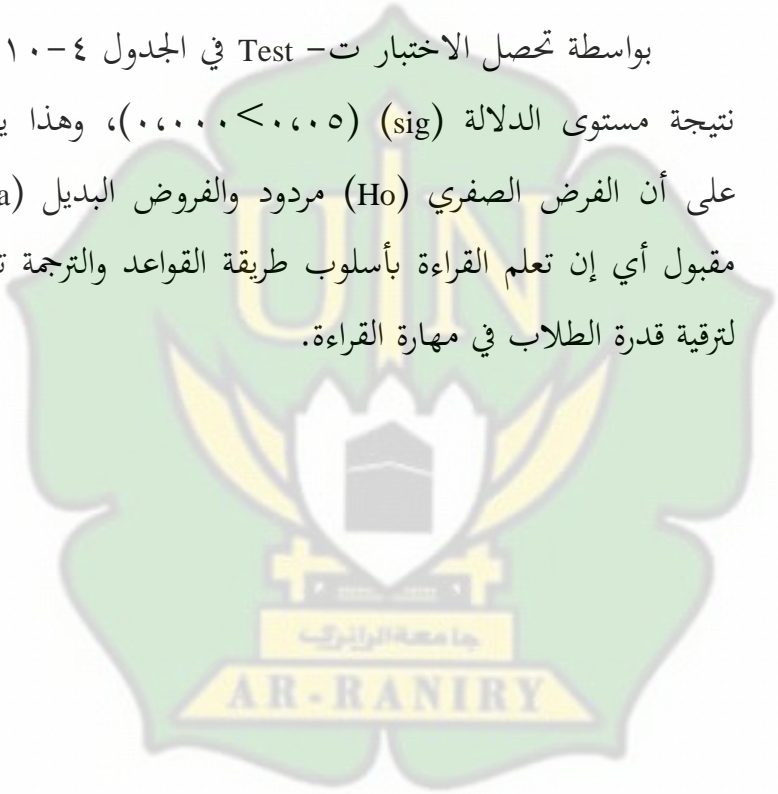 بواسطة تحصل الاختبار ت- Test في الجدول ٤-١٠
نتيجة مستوى الدلالة (sig) (٠،٠٠٠<٠،٠٥)، وهذا
على أن الفرض الصفري (Ho) مردود والفروض البديل
مقبول أي إن تعلم القراءة بأسلوب طريقة القواعد والترجمة
لترقية قدرة الطلاب في مهارة القراءة.
UIN
جامعة الرانري
AR-RANIRY